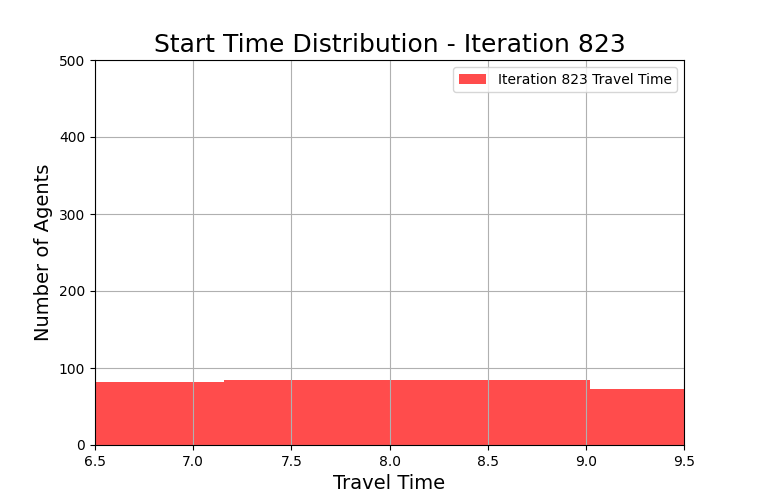 Start Time Distribution - Iteration 823
Iteration 823 Travel Time
Number of Agents
500
400
300
200
100
0
6.5 7.0 7.5 8.0 8.5 9.0 9.5
Travel Time